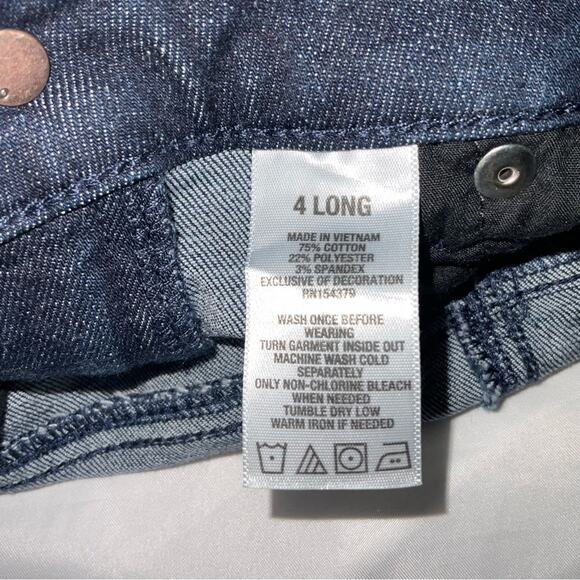 4 LONG
MADE IN VIETNAM
75% COTTON
22% POLYESTER
3% SPANDEX
EXCLUSIVE OF DECORATION
RN154379
WASH ONCE BEFORE
WEARING
TURN GARMENT INSIDE OUT
MACHINE WASH COLD
SEPARATELY
ONLY NON-CHLORINE BLEACH
WHEN NEEDED
TUMBLE DRY LOW
WARM IRON IF NEEDED